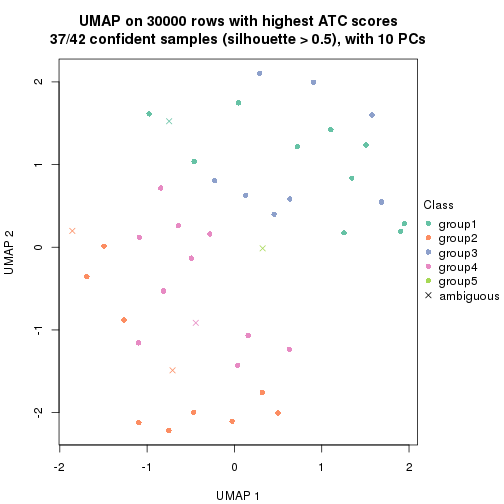 UMAP on 30000 rows with highest ATC scores
37/42 confident samples (silhouette > 0.5), with 10 PCs
2
1
0
-1
-2
UMAP 2
-2
-1
0
1
2
UMAP 1
Class
group1
group2
group3
group4
group5
ambiguous